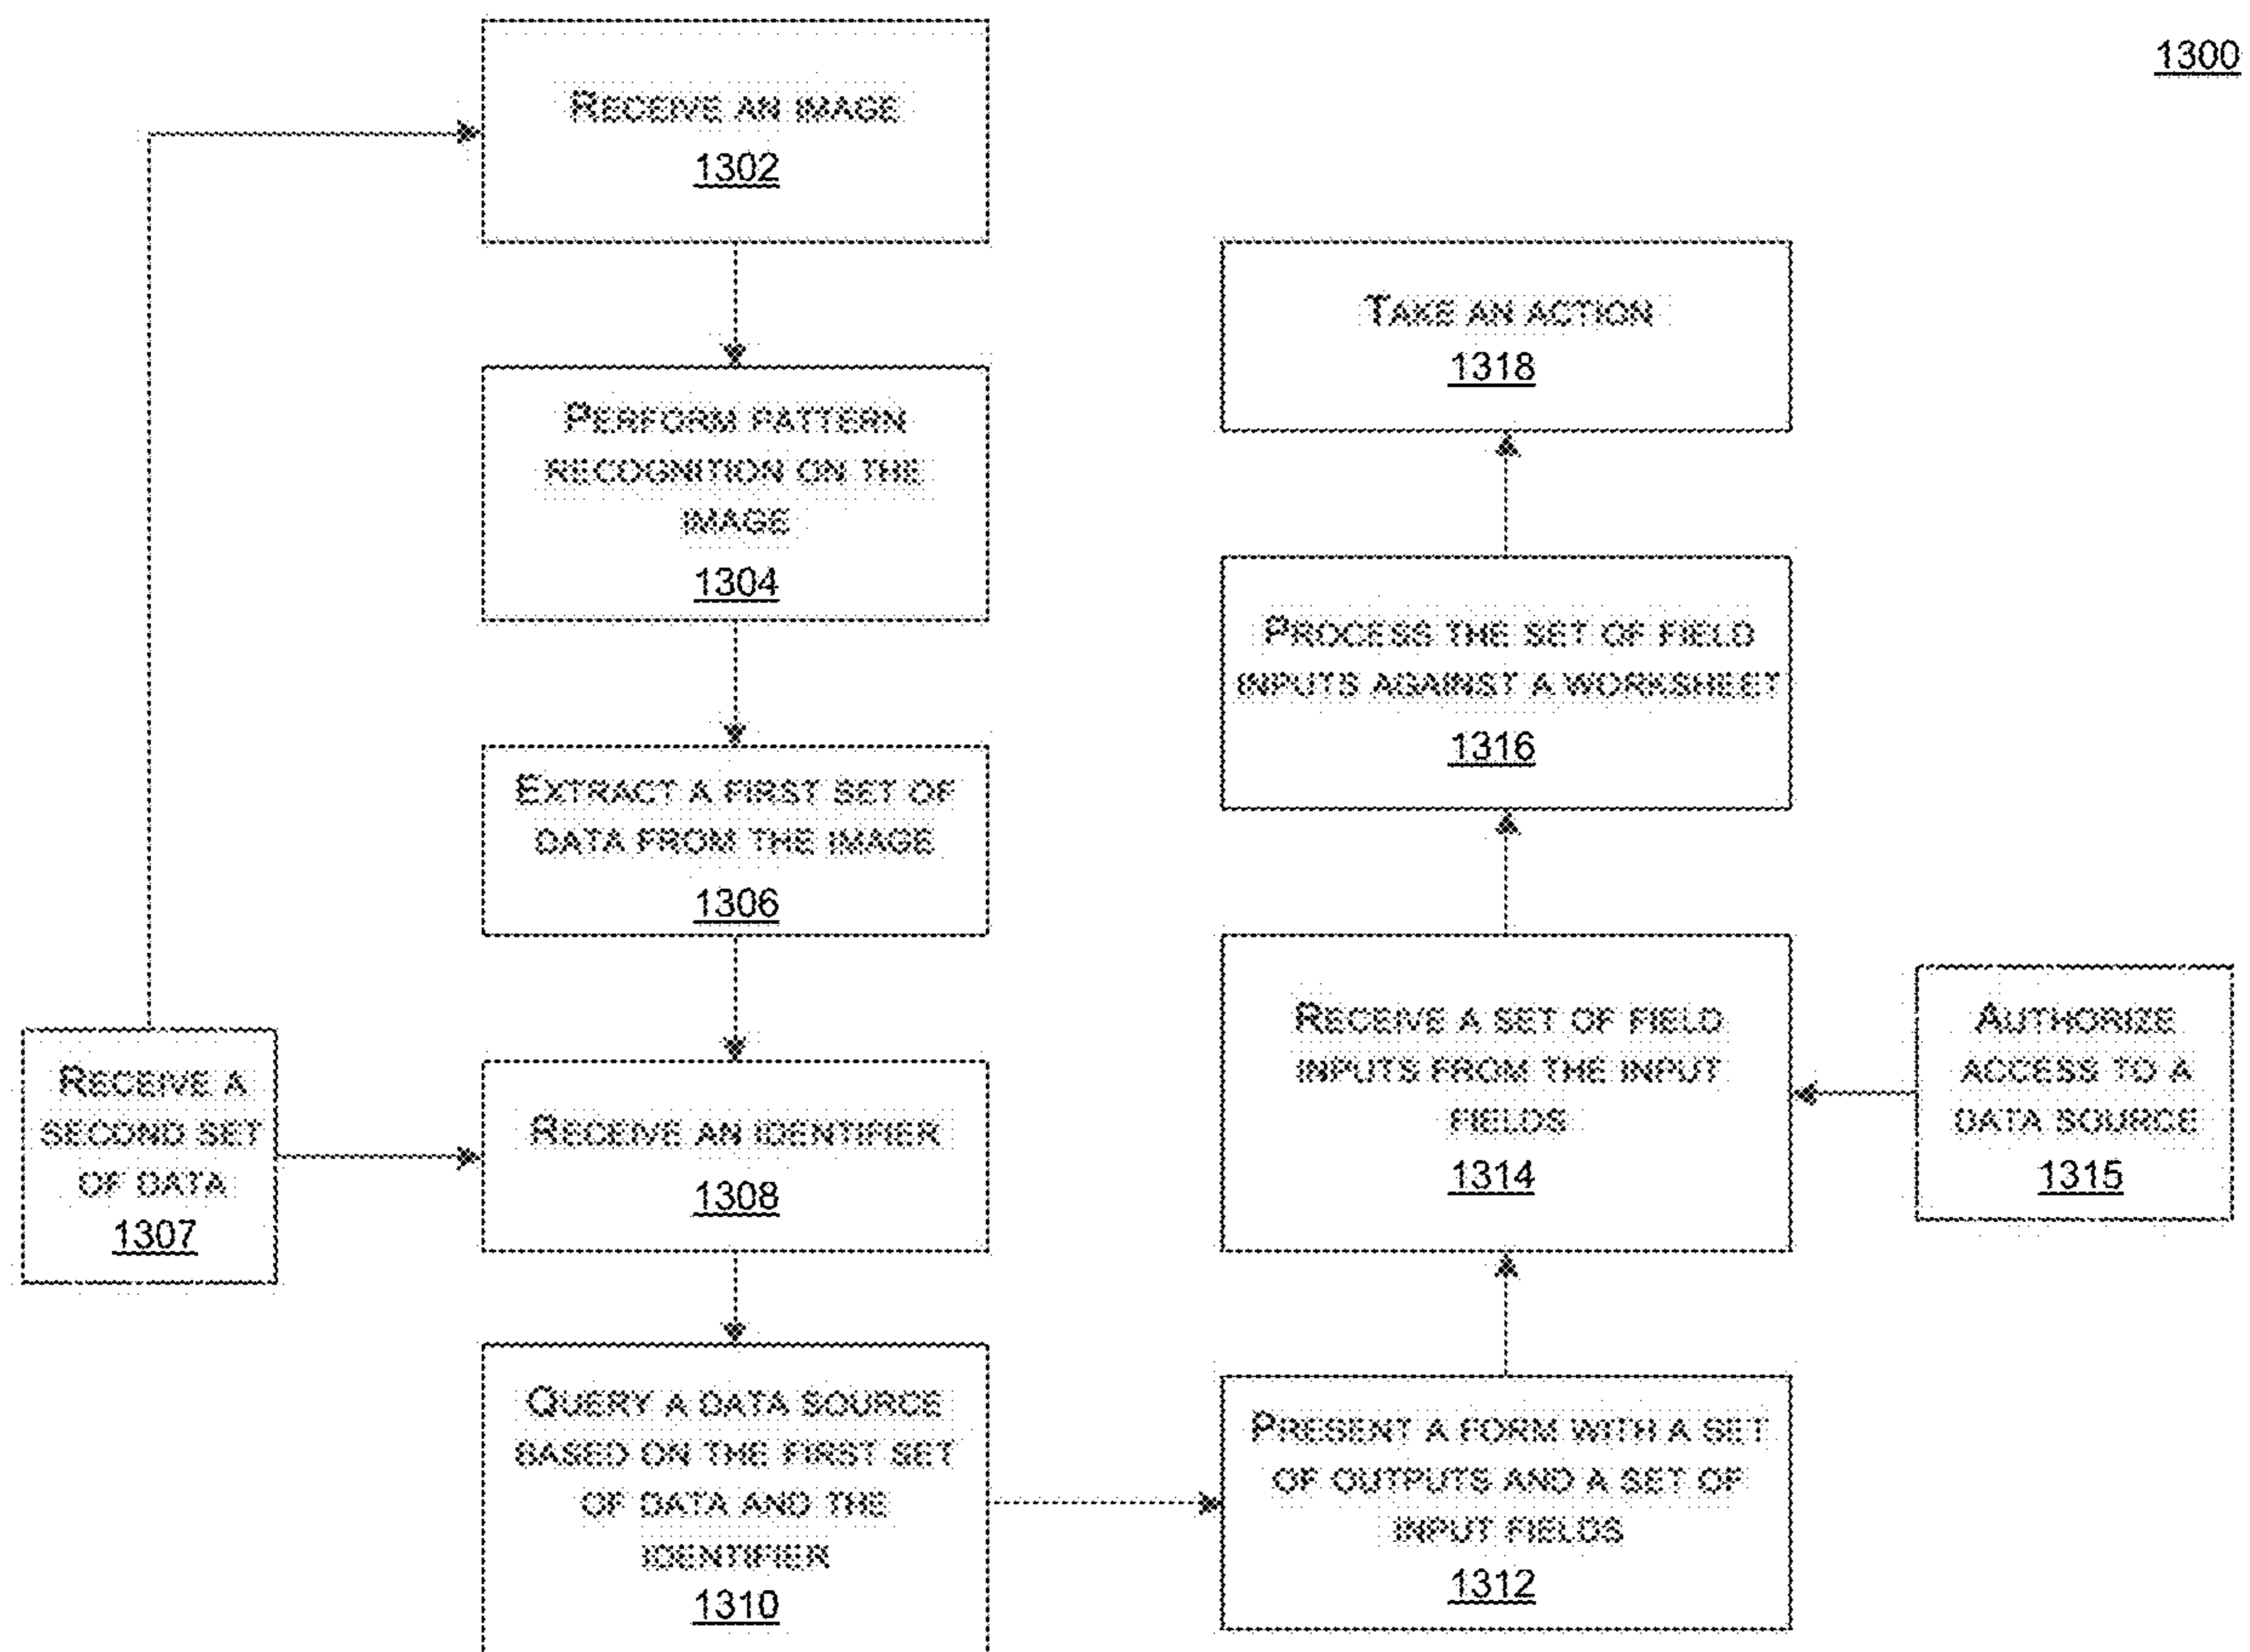 1300
RECEIVE AN IMAGE
1302
PERFORM PATTERN
RECOGNITION ON THE
IMAGE
1304
EXTRACT A FIRST SET OF
DATA FROM THE IMAGE
1306
RECEIVE A
SECOND SET
OF DATA
1307
RECEIVE AN IDENTIFIER
1308
QUERY A DATA SOURCE
BASED ON THE FIRST SET
OF DATA AND THE
IDENTIFIER
1310
PRESENT A FORM WITH A SET
OF OUTPUTS AND A SET OF
INPUT FIELDS
1312
RECEIVE A SET OF FIELD
INPUTS FROM THE INPUT
FIELDS
1314
AUTHORIZE
ACCESS TO A
DATA SOURCE
1315
PROCESS THE SET OF FIELD
INPUTS AGAINST A WORKSHEET
1316
TAKE AN ACTION
1318